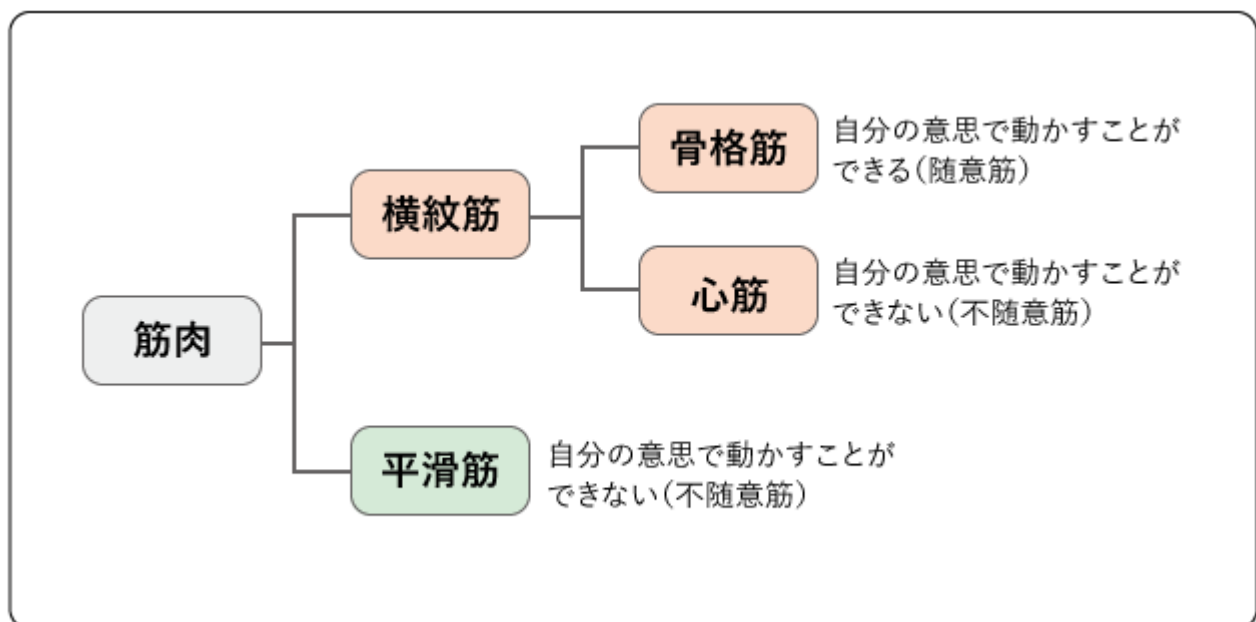 骨格筋
自分の意思で動かすことが
できる(随意筋)
横紋筋
心筋
自分の意思で動かすことが
できない(不随意筋)
筋肉
平滑筋
自分の意思で動かすことが
できない(不随意筋)